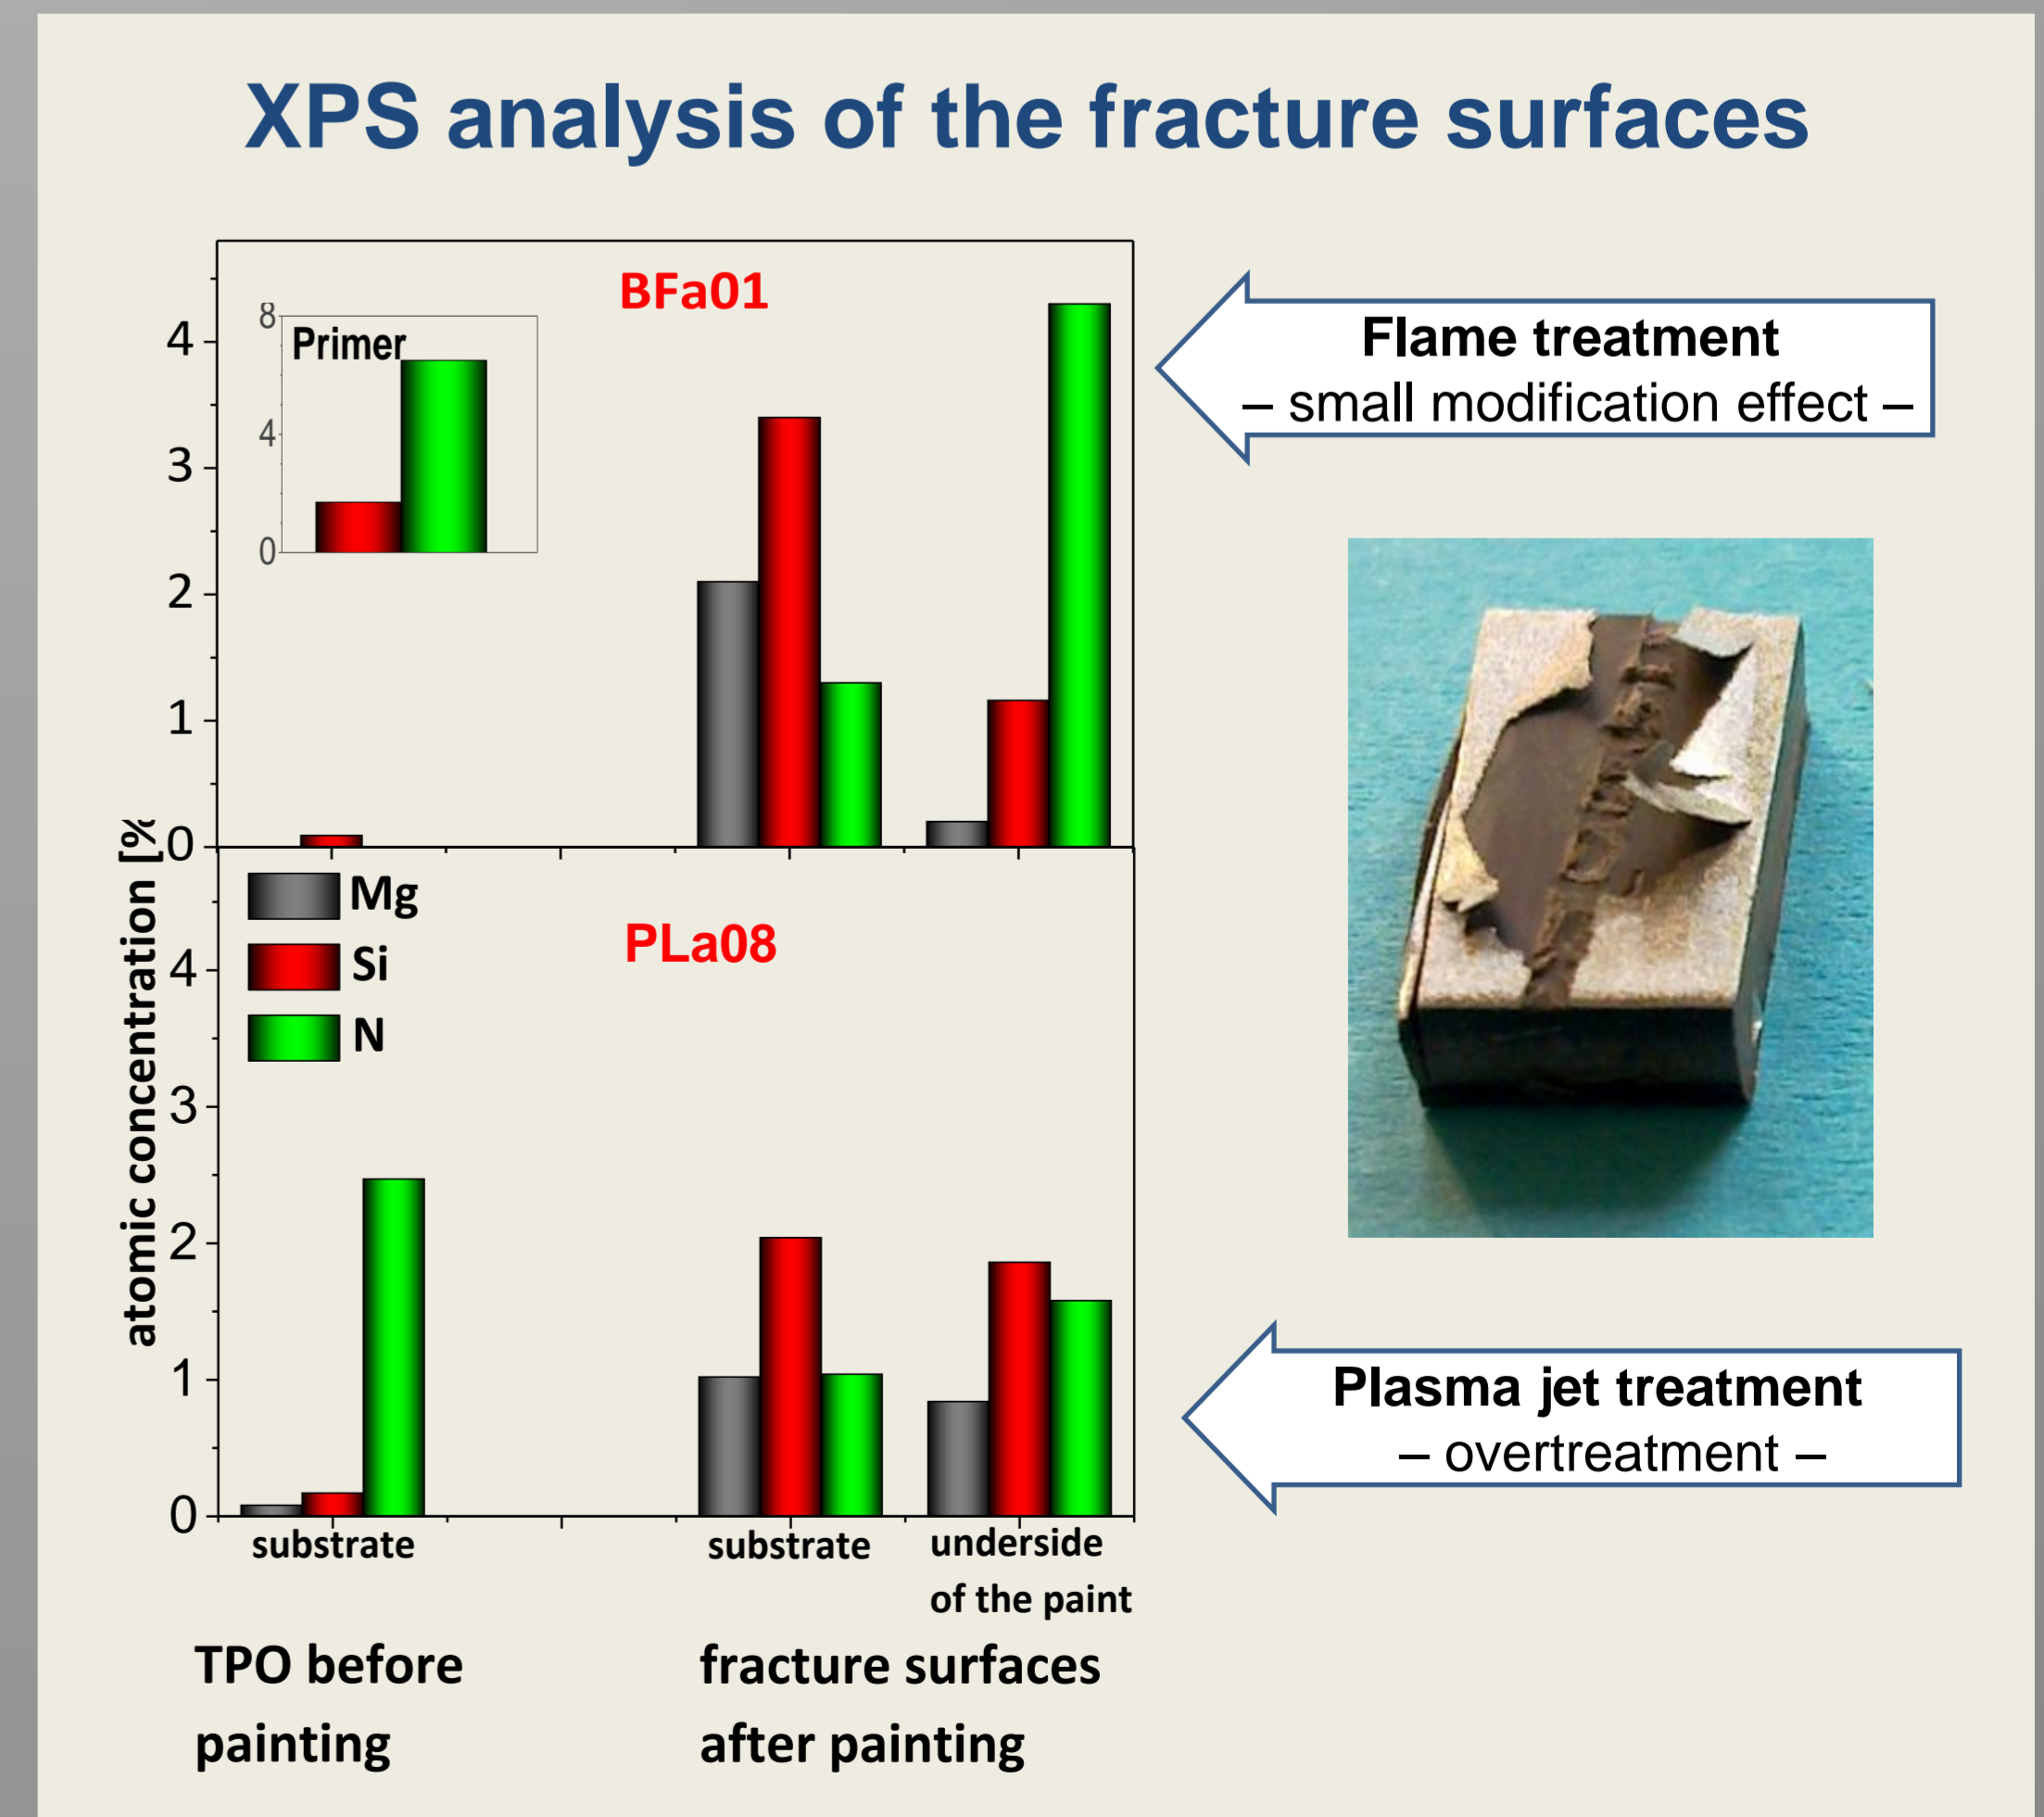 XPS analysis of the fracture surfaces
BFa01
Primer
8
4
0
4
3
2
1
0
Flame treatment
– small modification effect –
atomic concentration [%
Mg
Si
N
PLa08
4
3
2
1
0
Plasma jet treatment
– overtreatment –
substrate
substrate
underside
of the paint
TPO before
painting
fracture surfaces
after painting